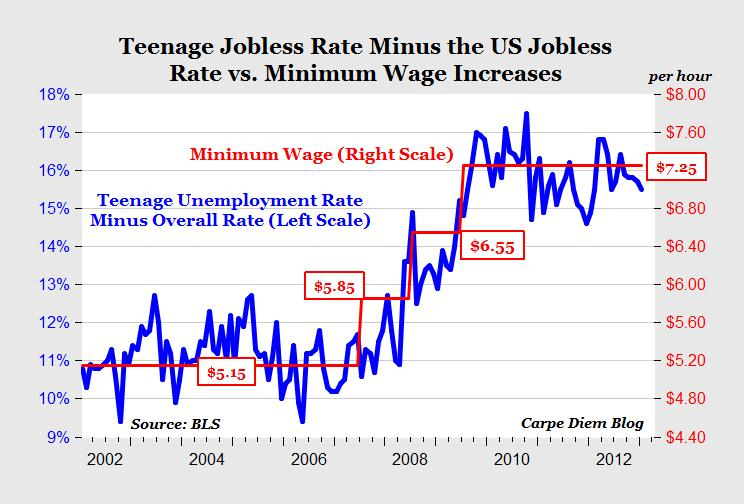 Teenage Jobless Rate Minus the US Jobless
Rate vs. Minimum Wage Increases
per hour
18%
$8.00
17%
$7.60
Minimum Wage (Right Scale)
16%
$7.25
Teenage Unemployment Rate
Minus Overall Rate (Left Scale)
15%
$6.80
14%
$6.55
$6.40
13%
$5.85
$6.00
12%
$5.60
11%
$5.15
$5.20
10%
$4.80
Source: BLS
Carpe Diem Blog
9%
$4.40
2002 2004 2006 2008 2010 2012